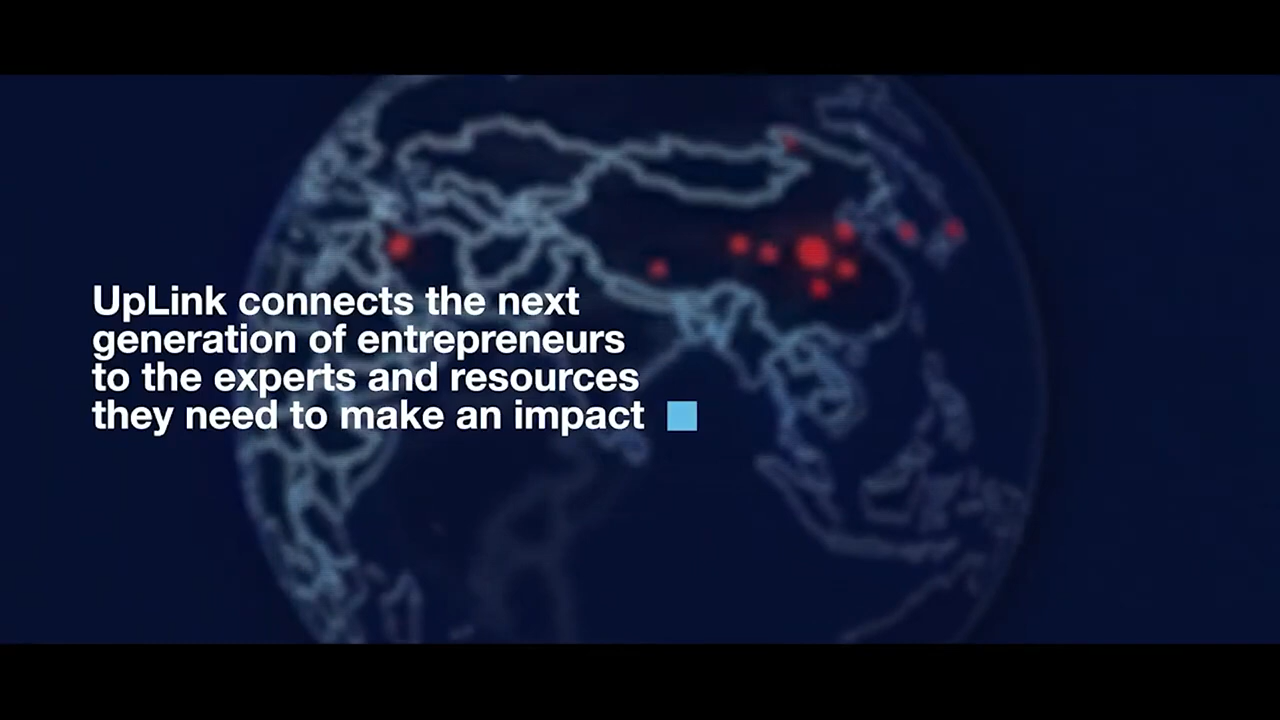 UpLink connects the next
generation of entrepreneurs
to the experts and resources
they need to make an impact